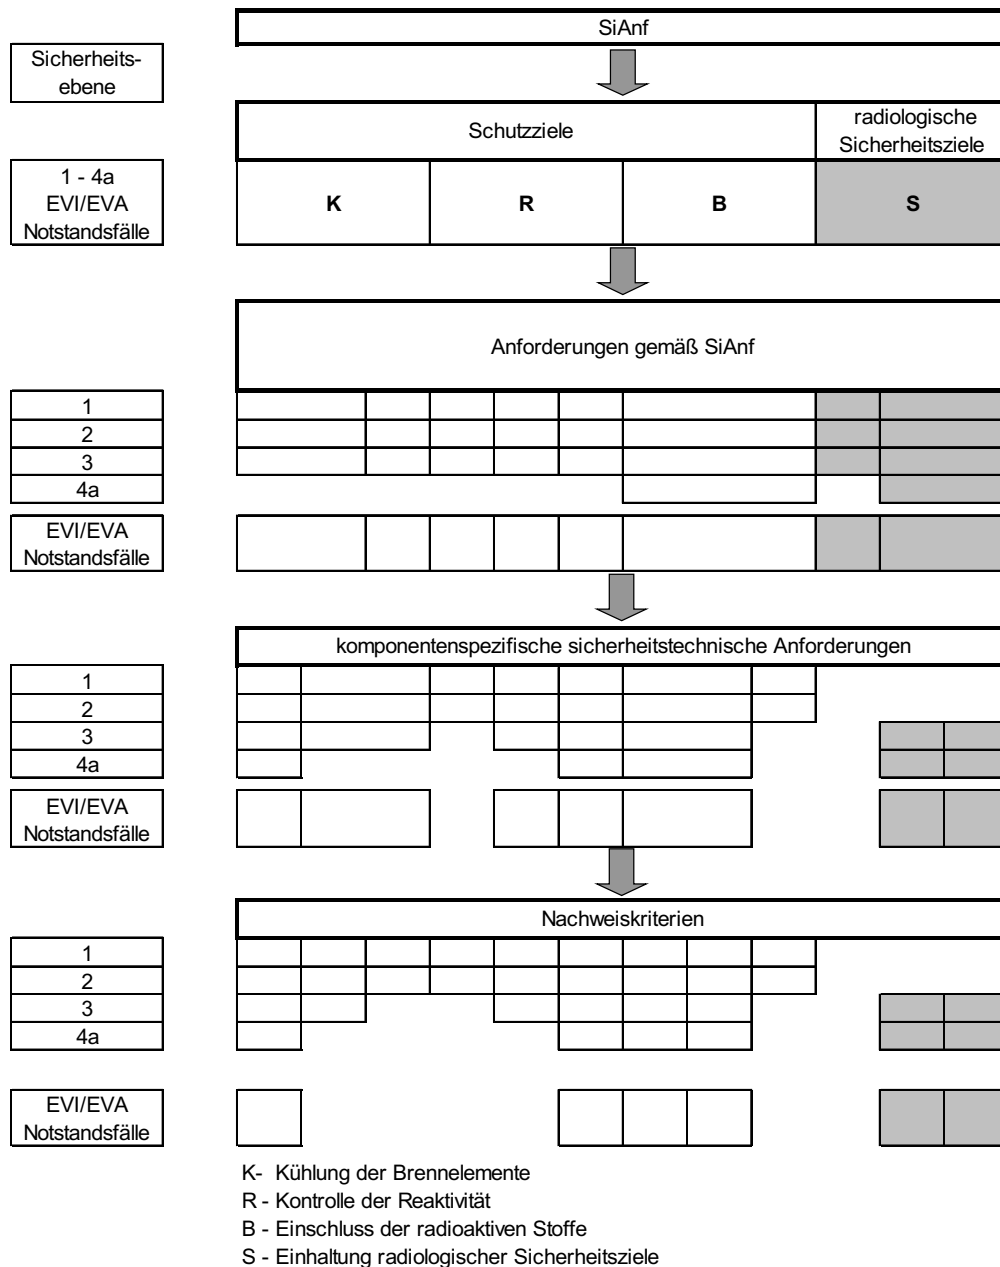 SiAnf
Sicherheits-
ebene
Schutzziele
radiologische
Sicherheitsziele
1 - 4a
EVI/EVA
Notstandsfälle
K
R
B
S
Anforderungen gemäß SiAnf
1
2
3
4a
EVI/EVA
Notstandsfälle
komponentenspezifische sicherheitstechnische Anforderungen
1
2
3
4a
EVI/EVA
Notstandsfälle
Nachweiskriterien
1
2
3
4a
EVI/EVA
Notstandsfälle
K- Kühlung der Brennelemente
R - Kontrolle der Reaktivität
B - Einschluss der radioaktiven Stoffe
S - Einhaltung radiologischer Sicherheitsziele